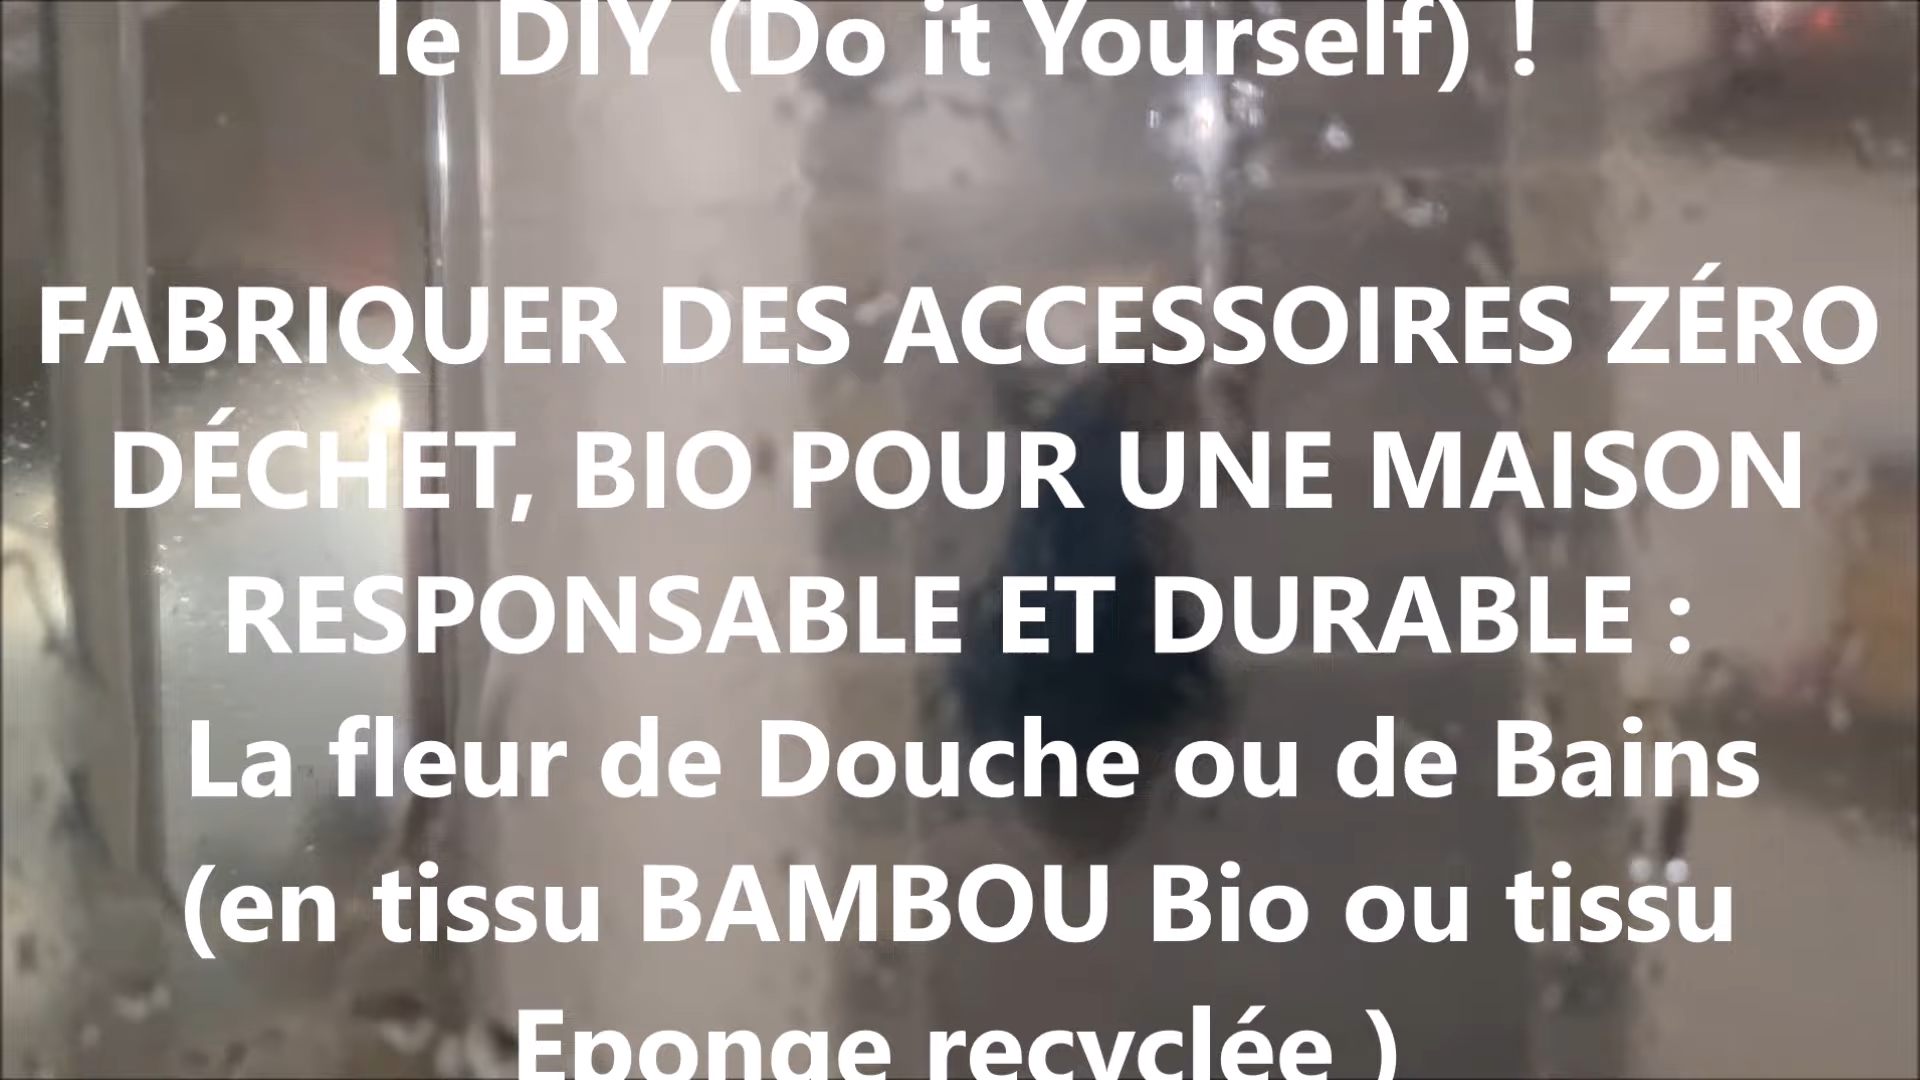 le DIY (Do it Yourself) !
FABRIQUER DES ACCESSOIRES ZÉRO
DÉCHET, BIO POUR UNE MAISON
RESPONSABLE ET DURABLE :
La fleur de Douche ou de Bains
(en tissu BAMBOU Bio ou tissu
Eponge recyclée )